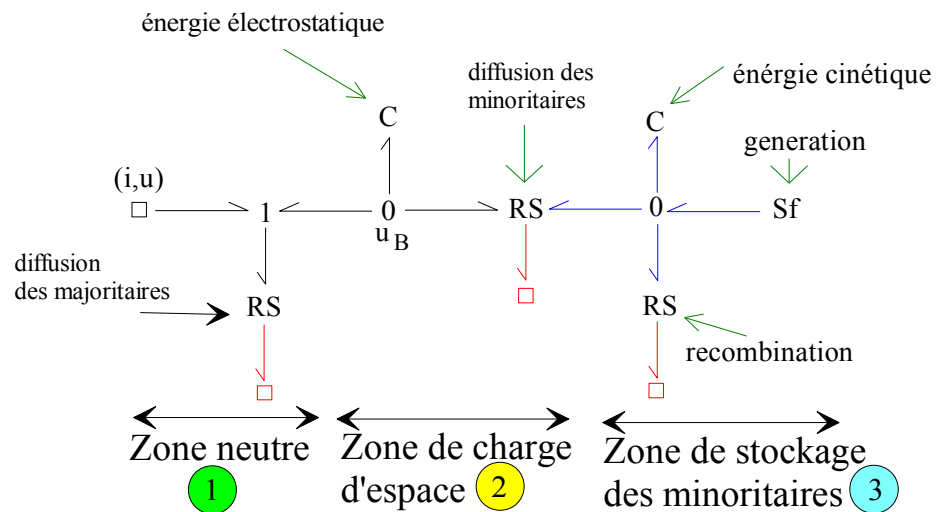 énergie électrostatique
diffusion des
minoritaires
énérgie cinétique
C
C
generation
(i,u)
1
0
RS
0
Sf
u B
diffusion
des majoritaires
RS
RS
recombination
Zone neutre
1
Zone de charge
d'espace 2
Zone de stockage
des minoritaires 3